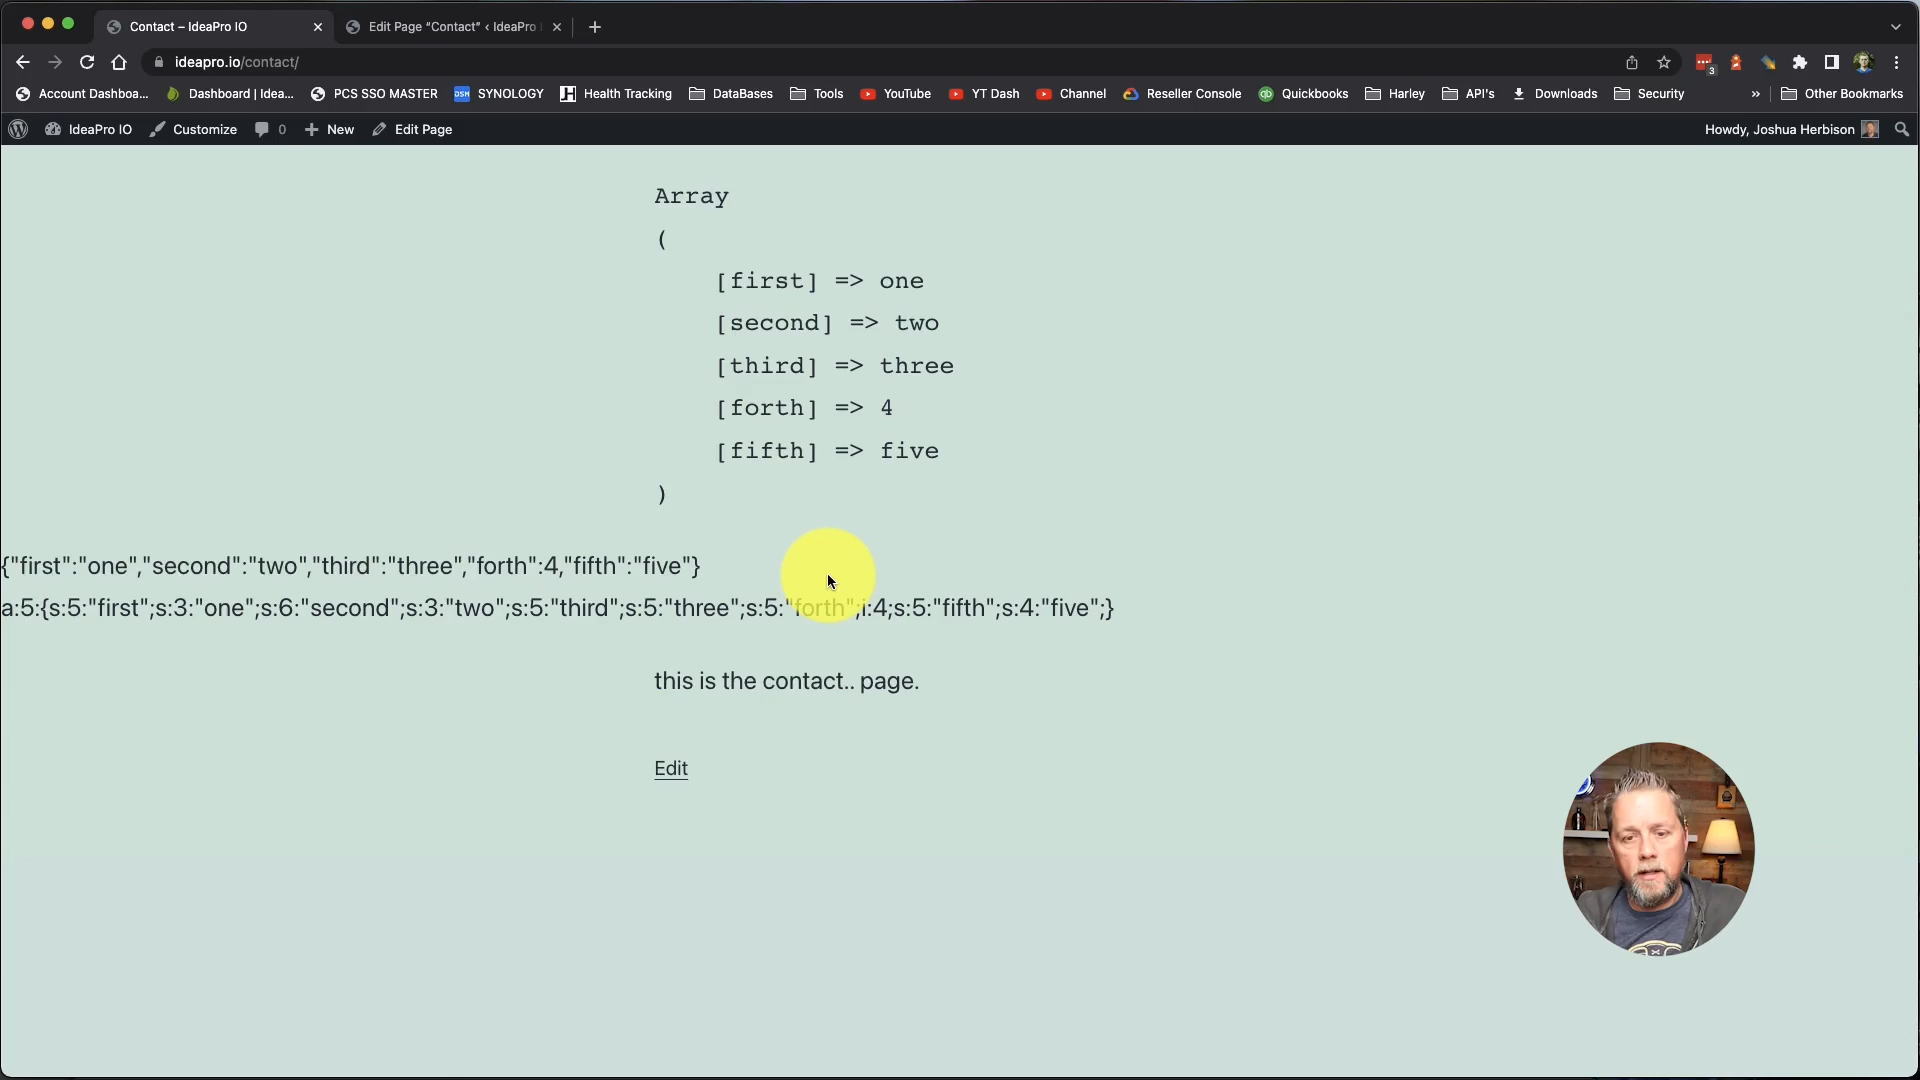 Contact – IdeaPro IO
Edit Page “Contact” ‹ IdeaPro
ideapro.io/contact/
3
Account Dashboa... Dashboard | Idea... PCS SSO MASTER DSM SYNOLOGY Health Tracking DataBases Tools YouTube YT Dash Channel Reseller Console Quickbooks Harley API's Downloads Security » Other Bookmarks
IdeaPro IO Customize 0 New Edit Page Howdy, Joshua Herbison
Array
(
[first] => one
[second] => two
[third] => three
[forth] => 4
[fifth] => five
)
{"first":"one","second":"two","third":"three","forth":4,"fifth":"five"}
a:5:{s:5:"first";s:3:"one";s:6:"second";s:3:"two";s:5:"third";s:5:"three";s:5:"forth";i:4;s:5:"fifth";s:4:"five";}
this is the contact.. page.
Edit